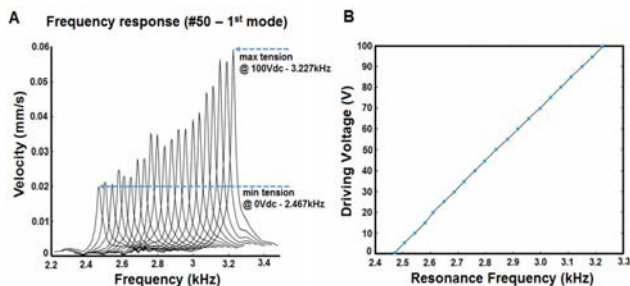 A
Frequency response (#50 – 1st mode)
0.06
0.05
0.04
0.03
0.02
0.01
0
Velocity (mm/s)
max tension
@ 100Vdc - 3.227kHz
min tension
@ 0Vdc - 2.467kHz
2.2 2.4 2.6 2.8 3.0 3.2 3.4
Frequency (kHz)
B
100
90
80
70
60
50
40
30
20
10
0
Driving Voltage (V)
2.4 2.5 2.6 2.7 2.8 2.9 3.0 3.1 3.2 3.3
Resonance Frequency (kHz)